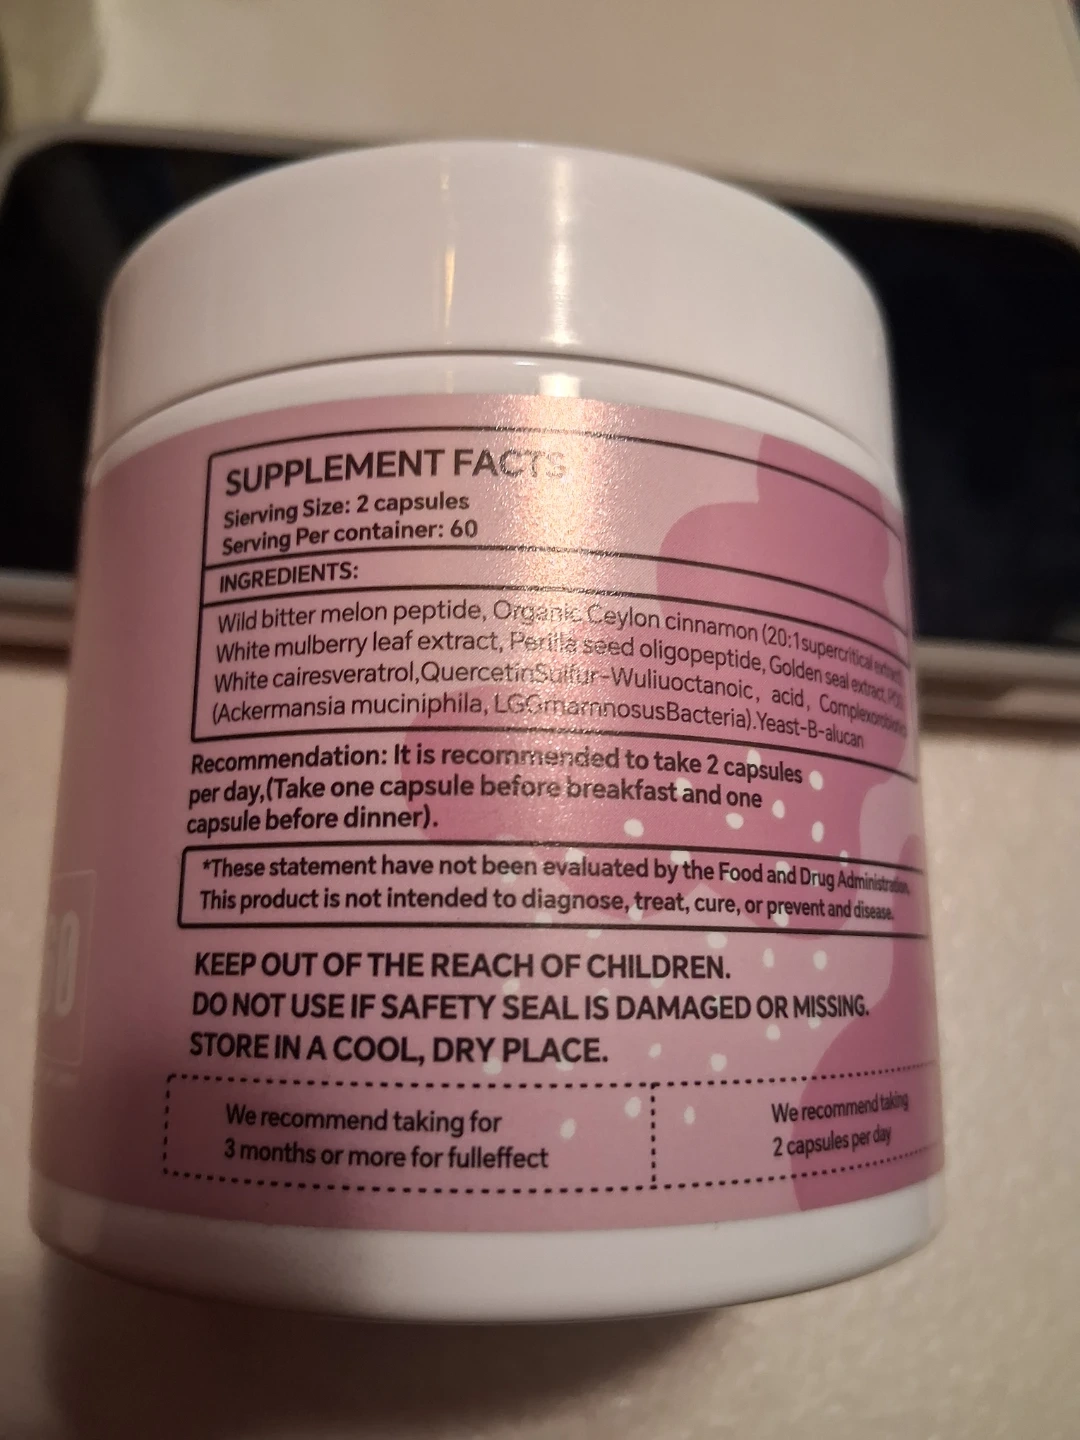 SUPPLEMENT FACTS
Sierving Size: 2 capsules
Serving Per container: 60
INGREDIENTS:
Wild bitter melon peptide, Organic Ceylon cinnamon (20:1supercritical
White mulberry leaf extract, Perilla seed oligopeptide, Golden seal extract,
White cairesveratrol,QuercetinSulfur-Wuliuoctanoic, acid,
(Ackermansia muciniphila, Bacteria).Yeast-B-alucan
Recommendation: It is recommended to take 2 capsules
per day,(Take one capsule before breakfast and one
capsule before dinner).
*These statement have not been evaluated by the Food and Drug Administration.
This product is not intended to diagnose, treat, cure, or prevent and disease.
KEEP OUT OF THE REACH OF CHILDREN.
DO NOT USE IF SAFETY SEAL IS DAMAGED OR MISSING.
STORE IN A COOL, DRY PLACE.
We recommend taking for
3 months or more for fulleffect
We recommend taking
2 capsules per day